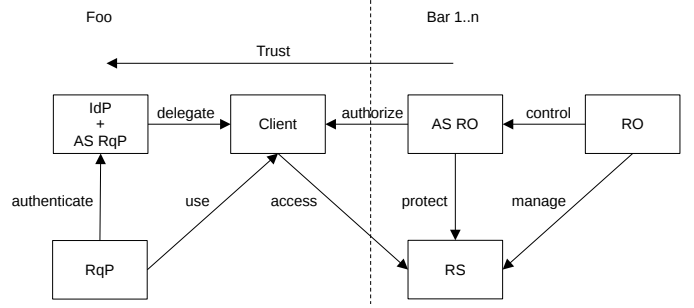 Foo
Bar 1..n
Trust
IdP
+
AS RqP
delegate
Client
authorize
AS RO
control
RO
authenticate
use
access
protect
manage
RqP
RS